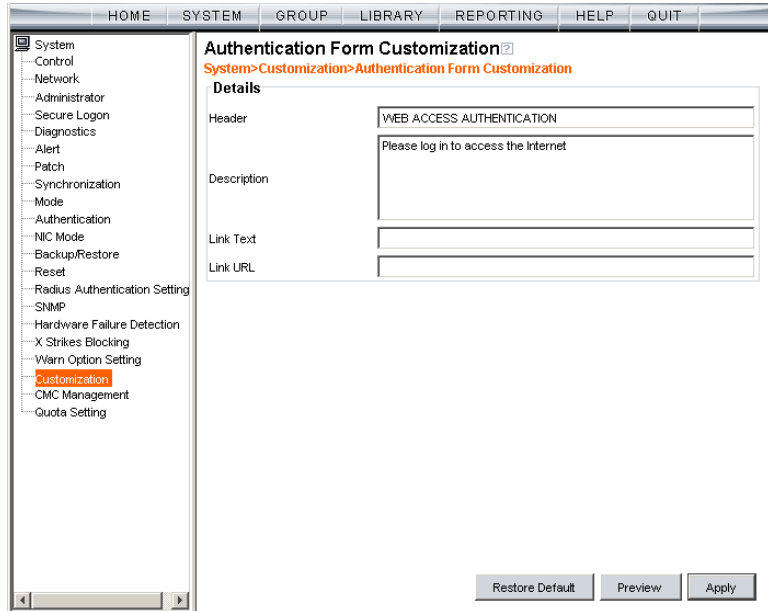 HOME SYSTEM GROUP LIBRARY REPORTING HELP QUIT
System
Control
Network
Administrator
Secure Logon
Diagnostics
Alert
Patch
Synchronization
Mode
Authentication
NIC Mode
Backup/Restore
Reset
Radius Authentication Setting
SNMP
Hardware Failure Detection
X Strikes Blocking
Warn Option Setting
Customization
CMC Management
Quota Setting
Authentication Form Customization ?
System>Customization>Authentication Form Customization
Details
Header WEB ACCESS AUTHENTICATION
Description Please log in to access the Internet
Link Text
Link URL
Restore Default Preview Apply